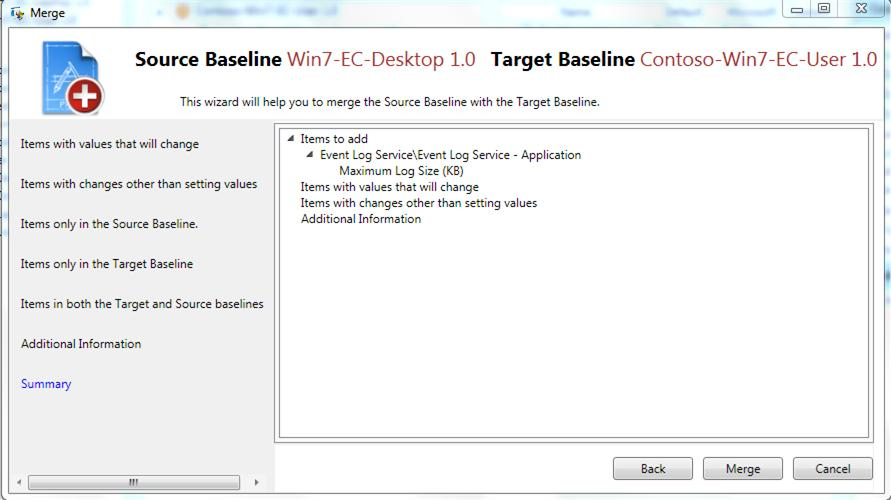 Merge
Source Baseline Win7-EC-Desktop 1.0 Target Baseline Contoso-Win7-EC-User 1.0
This wizard will help you to merge the Source Baseline with the Target Baseline.
Items with values that will change
Items with changes other than setting values
Items only in the Source Baseline.
Items only in the Target Baseline
Items in both the Target and Source baselines
Additional Information
Summary
Items to add
Event Log Service\Event Log Service - Application
Maximum Log Size (KB)
Items with values that will change
Items with changes other than setting values
Additional Information
Back Merge Cancel